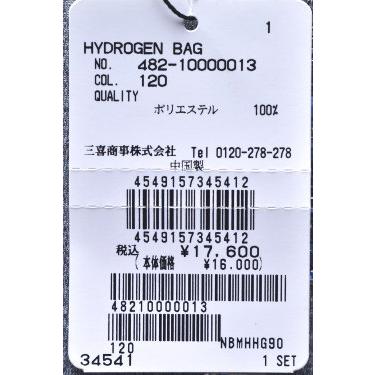 1
HYDROGEN BAG
NO. 482-10000013
COL. 120
QUALITY
ポリエステル 100%
三喜商事株式会社 Tel 0120-278-278
中国製
4549157345412
4549157345412
税込 ¥17,600
(本体価格 ¥16,000)
48210000013
120 NBMHHG90
34541 1 SET